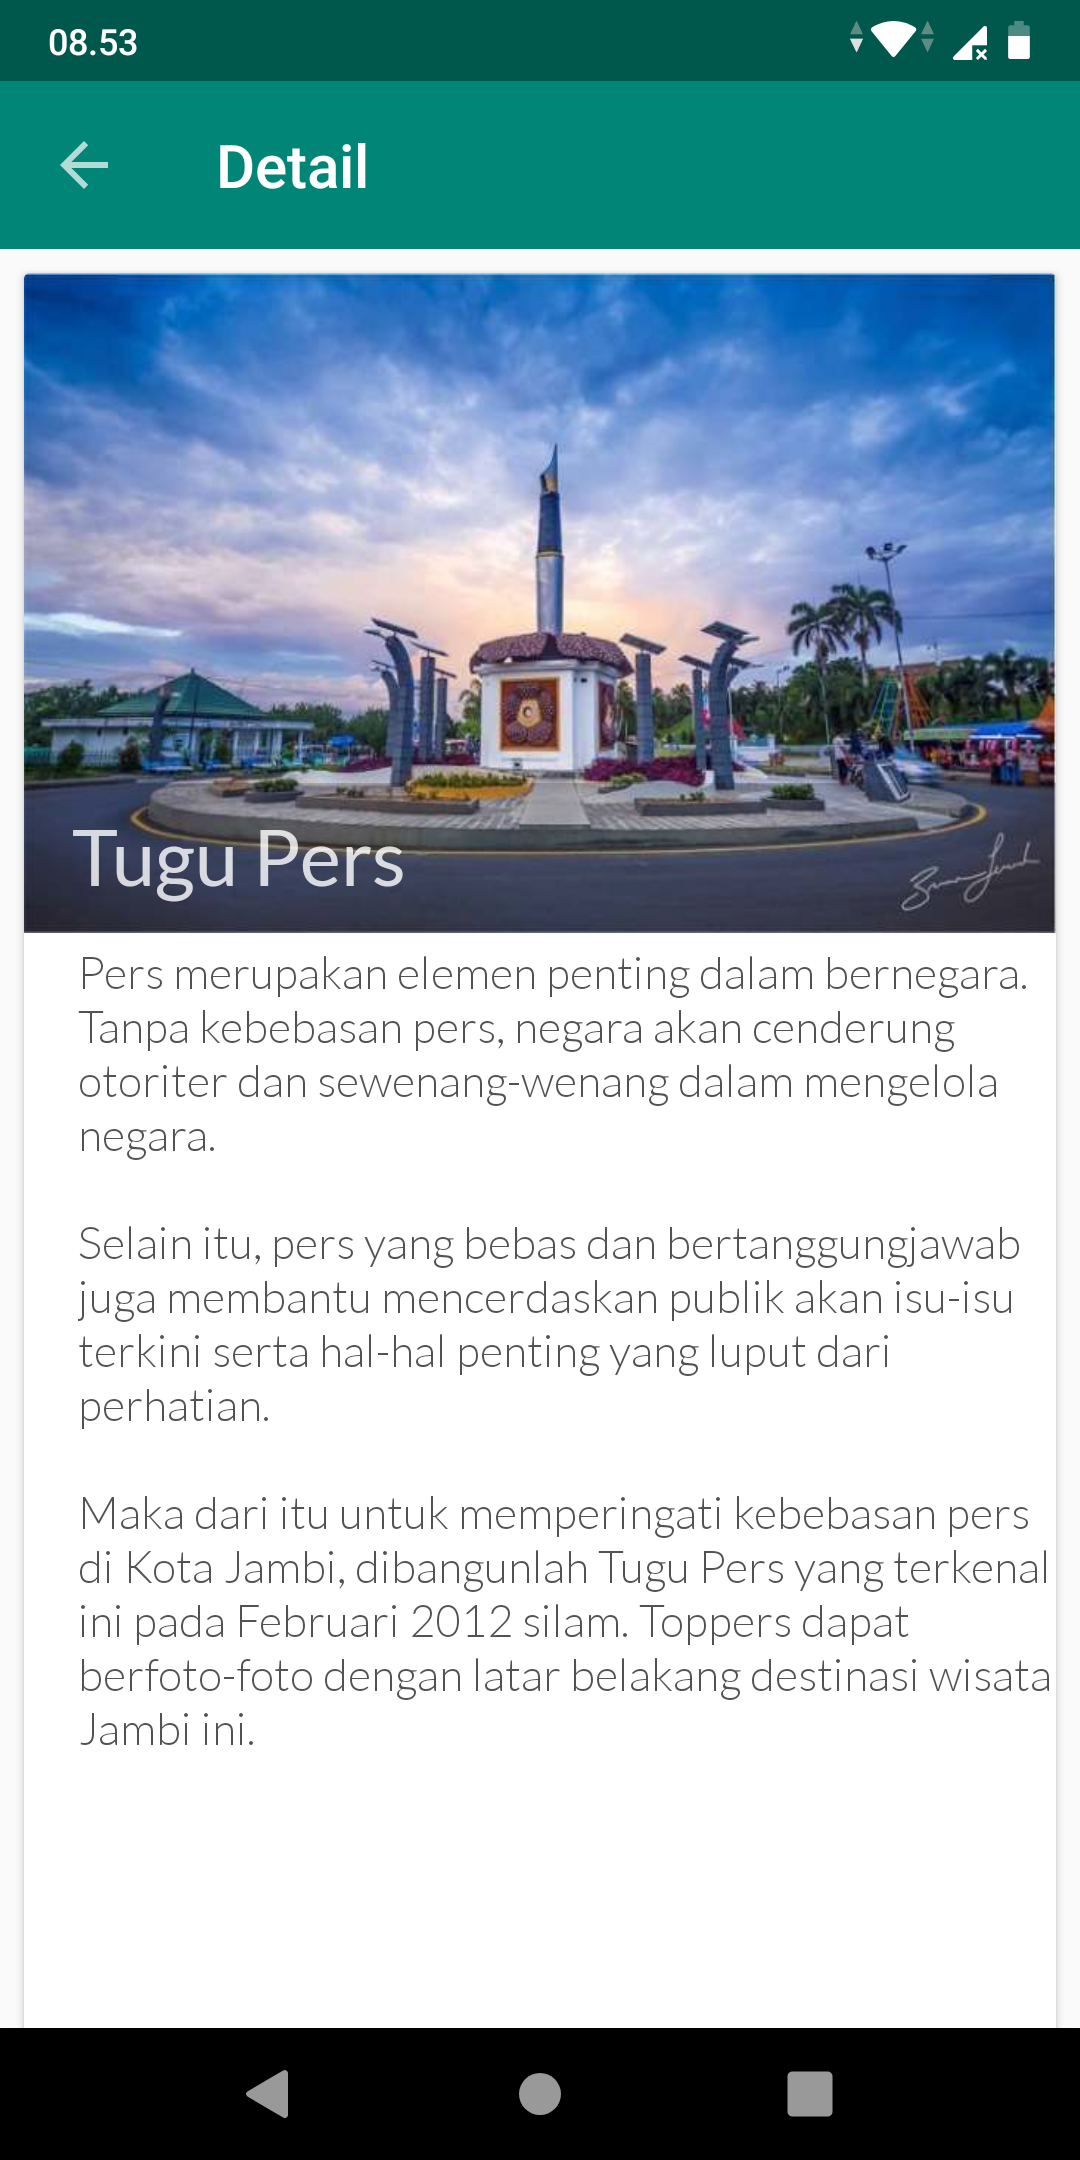 08.53
Detail
Tugu Pers
Pers merupakan elemen penting dalam bernegara.
Tanpa kebebasan pers, negara akan cenderung
otoriter dan sewenang-wenang dalam mengelola
negara.
Selain itu, pers yang bebas dan bertanggungjawab
juga membantu mencerdaskan publik akan isu-isu
terkini serta hal-hal penting yang luput dari
perhatian.
Maka dari itu untuk memperingati kebebasan pers
di Kota Jambi, dibangunlah Tugu Pers yang terkenal
ini pada Februari 2012 silam. Toppers dapat
berfoto-foto dengan latar belakang destinasi wisata
Jambi ini.